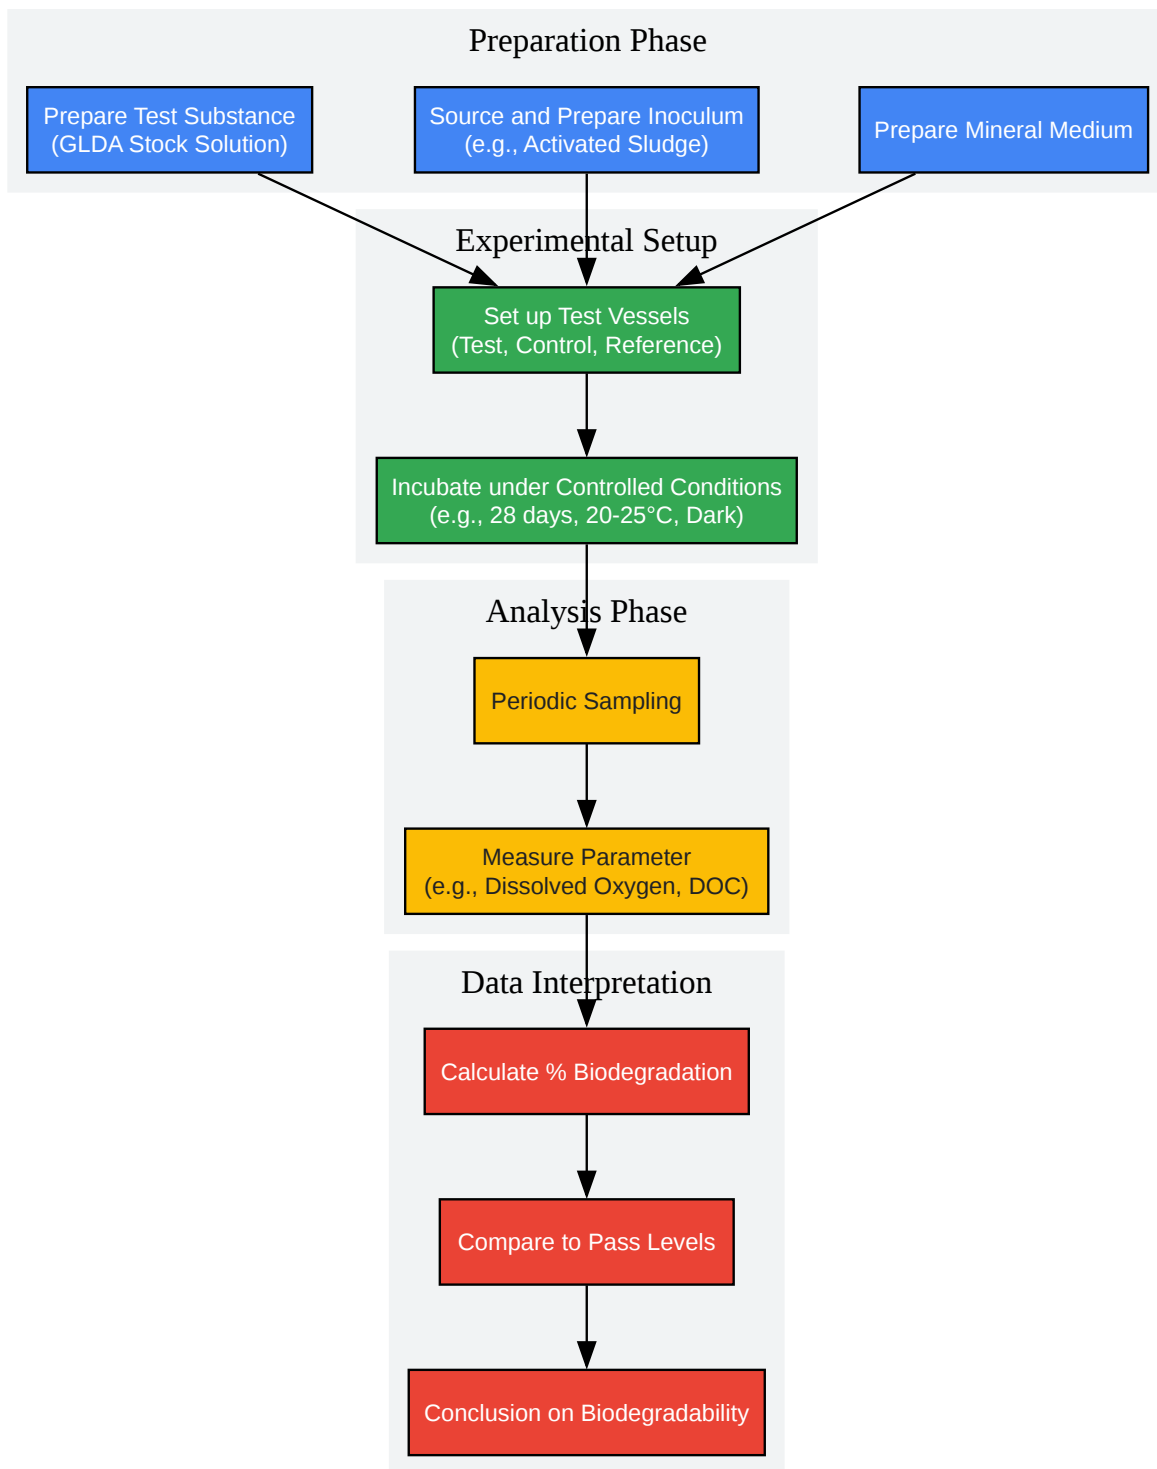 Preparation Phase
Prepare Test Substance
(GLDA Stock Solution)
Source and Prepare Inoculum
(e.g., Activated Sludge)
Prepare Mineral Medium
Experimental Setup
Set up Test Vessels
(Test, Control, Reference)
Incubate under Controlled Conditions
(e.g., 28 days, 20-25°C, Dark)
Analysis Phase
Periodic Sampling
Measure Parameter
(e.g., Dissolved Oxygen, DOC)
Data Interpretation
Calculate % Biodegradation
Compare to Pass Levels
Conclusion on Biodegradability